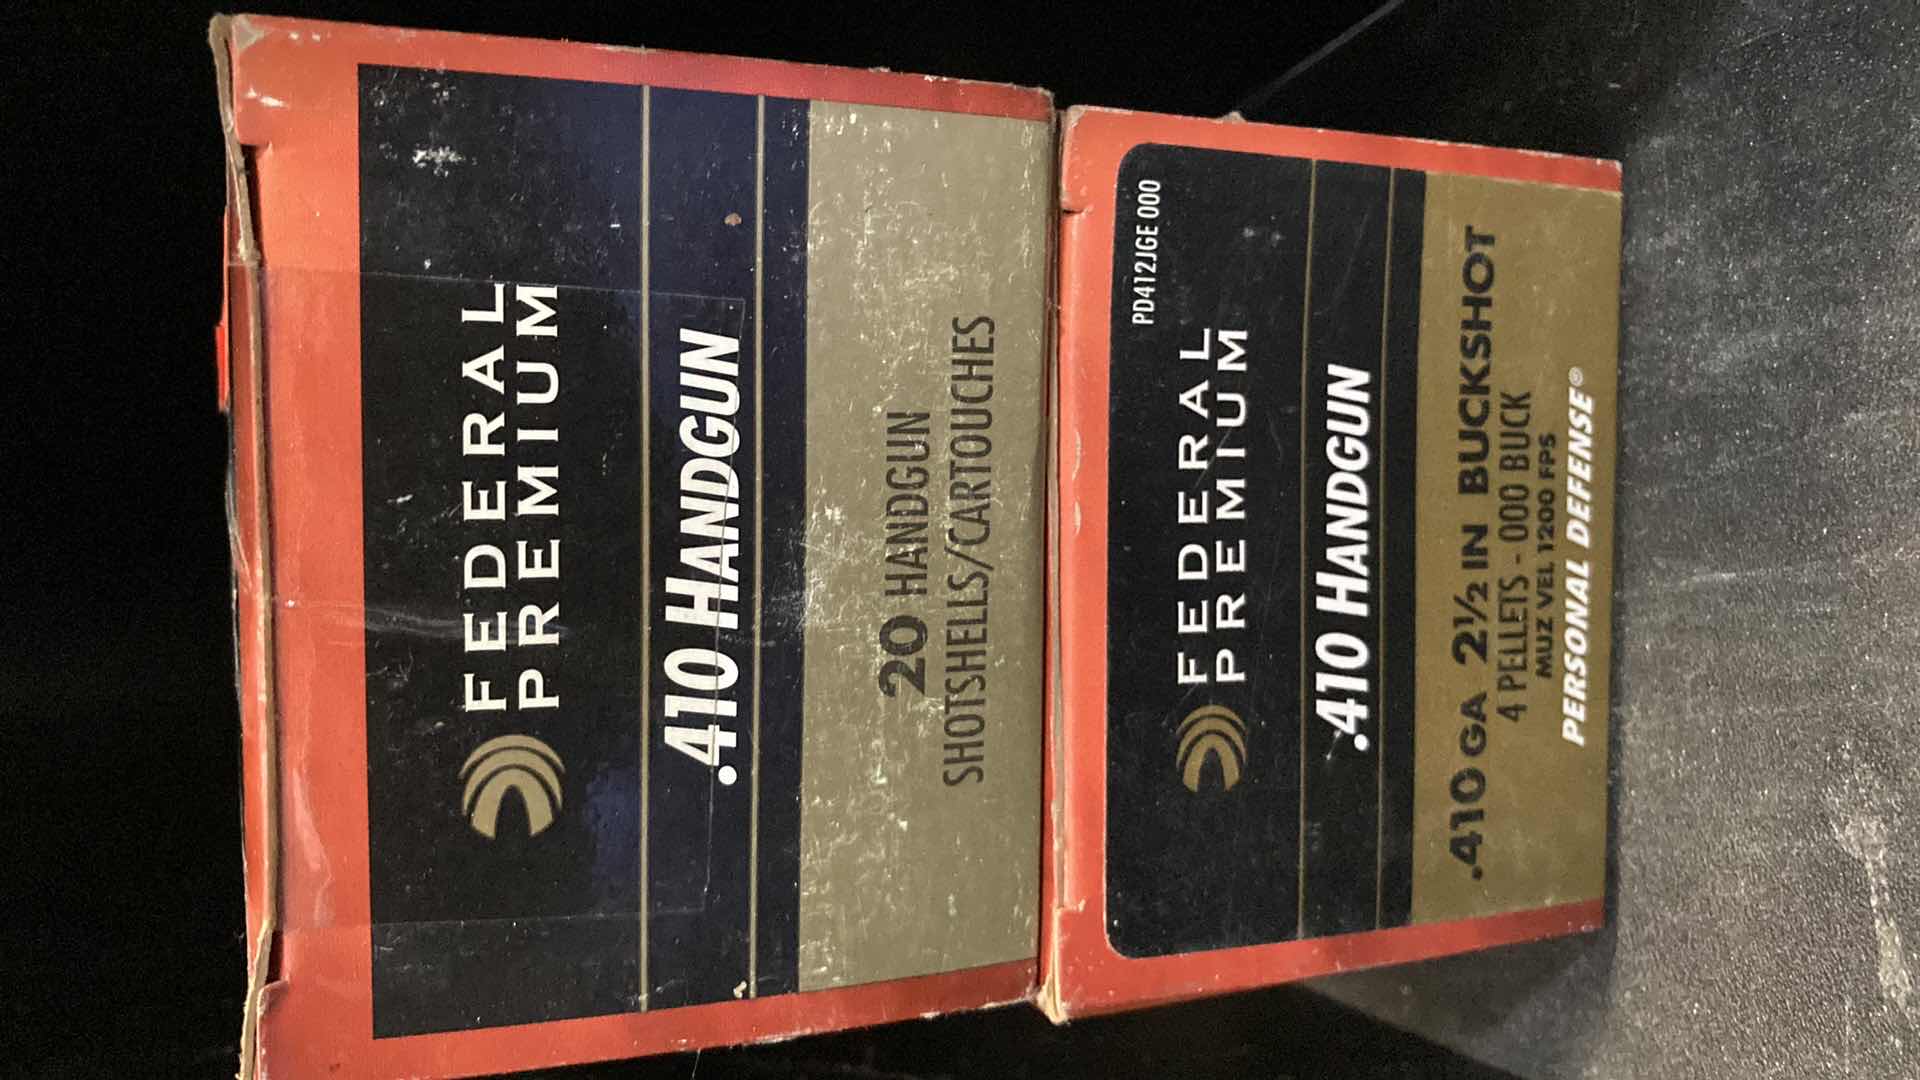 FEDERAL
PREMIUM
.410 HANDGUN
20 HANDGUN
SHOTSHELLS/CARTOUCHES
PD412JGE 000
FEDERAL
PREMIUM
.410 HANDGUN
.410 GA 2½ IN BUCKSHOT
4 PELLETS - 000 BUCK
MUZ VEL 1200 FPS
PERSONAL DEFENSE®